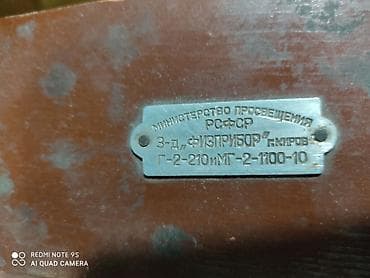 МИНИСТЕРСТВО ПРОСВЕЩЕНИЯ
РСФСР
З-Д „ФИЗПРИБОР" Г.КИРОВ
Г-2-210 и МГ-2-1100-10
REDMI NOTE 9S
AI QUAD CAMERA